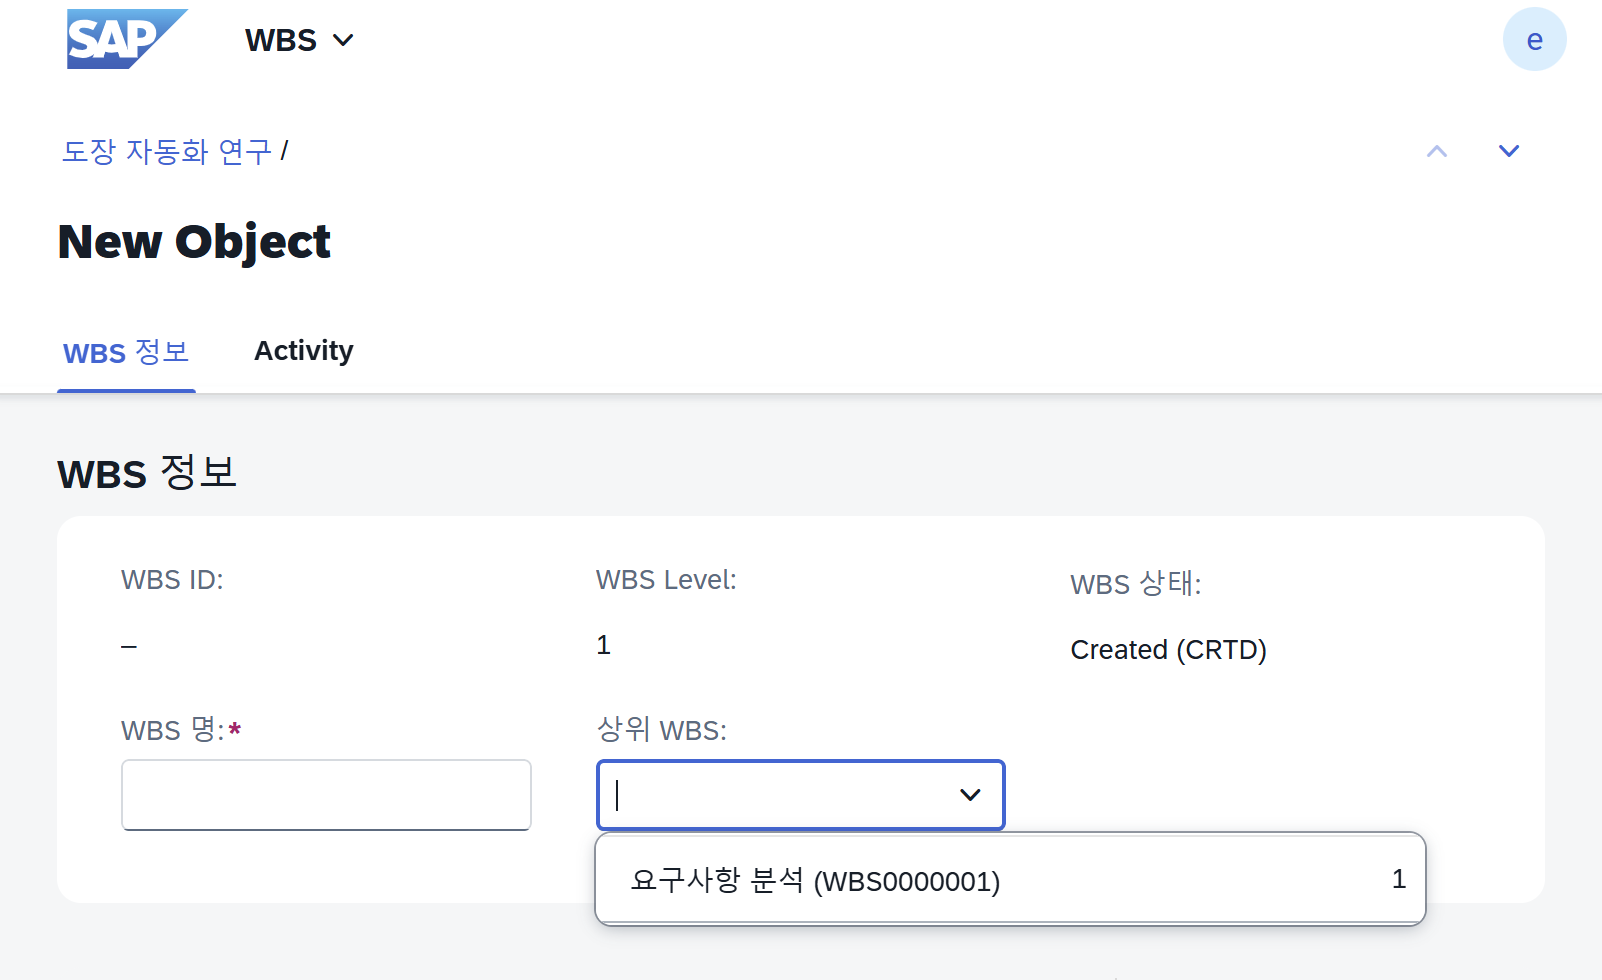 SAP
WBS
e
도장 자동화 연구 /
New Object
WBS 정보
Activity
WBS 정보
WBS ID:
WBS Level:
WBS 상태:
–
1
Created (CRTD)
WBS 명:*
상위 WBS:
요구사항 분석 (WBS0000001)
1